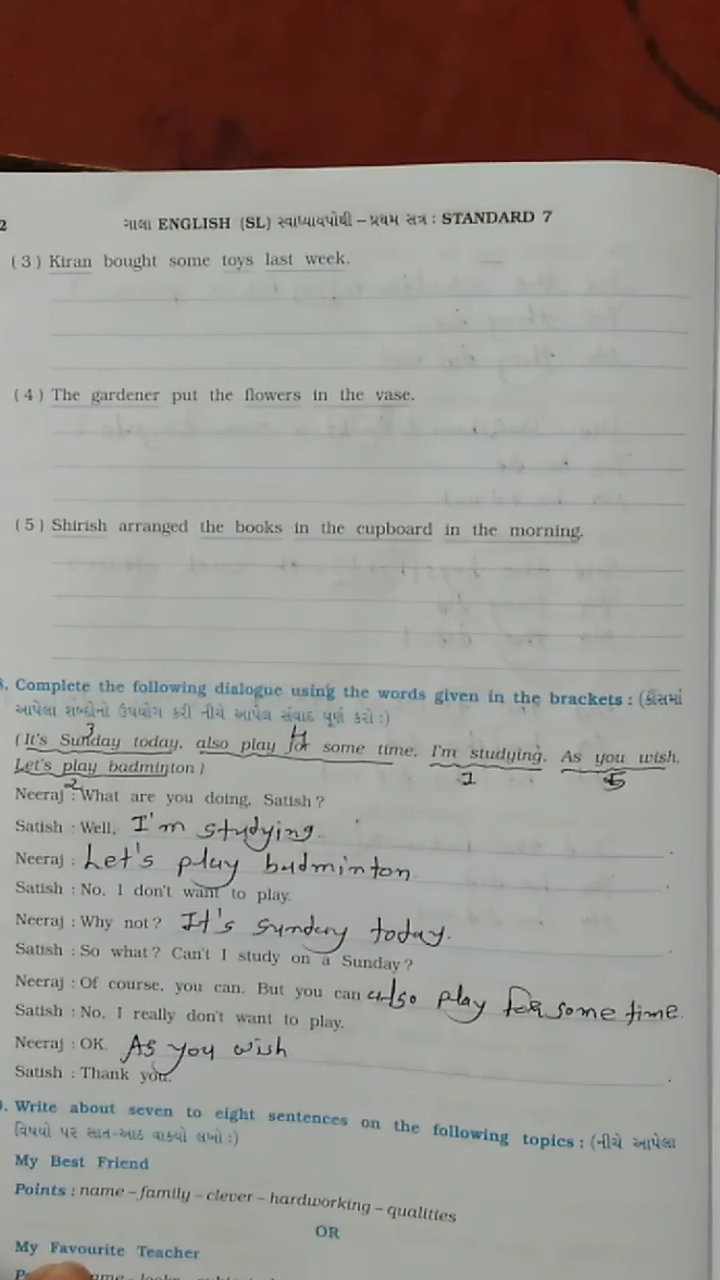 2 ગાલા ENGLISH (SL) સ્વાધ્યાયપોથી – પ્રથમ સત્ર : STANDARD 7
(3) Kiran bought some toys last week.
(4) The gardener put the flowers in the vase.
(5) Shirish arranged the books in the cupboard in the morning.
8. Complete the following dialogue using the words given in the brackets : (કૌંસમાં
આપેલા શબ્દોનો ઉપયોગ કરી નીચે આપેલ સંવાદ પૂર્ણ કરો :)
3 4
(It's Sunday today, also play for some time, I'm studying, As you wish,
Let's play badminton)
2 1 5
Neeraj : What are you doing, Satish?
Satish : Well, I'm studying.
Neeraj : Let's play badminton
Satish : No, I don't want to play.
Neeraj : Why not? It's sunday today.
Satish : So what? Can't I study on a Sunday?
Neeraj : Of course, you can. But you can also play for some time.
Satish : No, I really don't want to play.
Neeraj : OK. As you wish
Satish : Thank you.
9. Write about seven to eight sentences on the following topics : (નીચે આપેલા
વિષયો પર સાત-આઠ વાક્યો લખો :)
My Best Friend
Points : name – family – clever – hardworking – qualities
OR
My Favourite Teacher